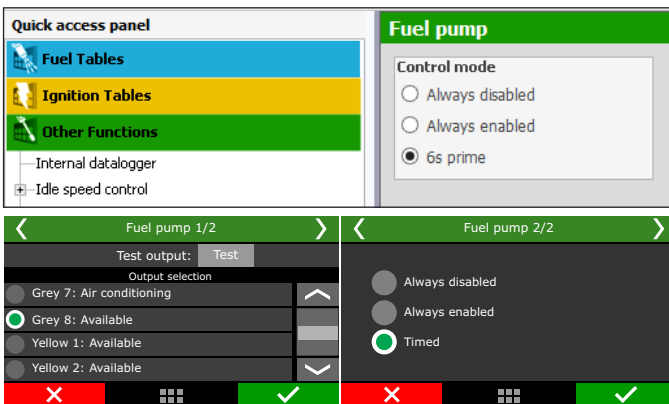 Quick access panel
Fuel Tables
Ignition Tables
Other Functions
Internal datalogger
Idle speed control
Fuel pump
Control mode
Always disabled
Always enabled
6s prime
Fuel pump 1/2
Test output: Test
Output selection
Grey 7: Air conditioning
Grey 8: Available
Yellow 1: Available
Yellow 2: Available
Fuel pump 2/2
Always disabled
Always enabled
Timed